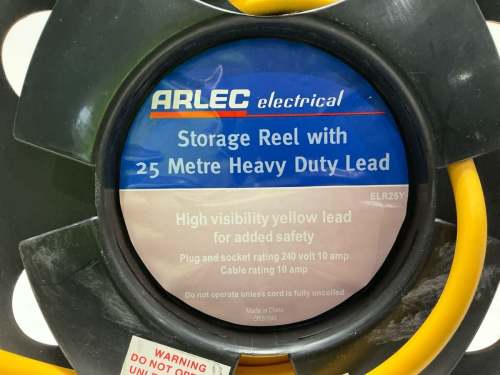 ARLEC electrical
Storage Reel with
25 Metre Heavy Duty Lead
ELR25Y
High visibility yellow lead
for added safety
Plug and socket rating 240 volt 10 amp
Cable rating 10 amp
Do not operate unless cord is fully uncoiled
Made in China
WARNING
DO NOT OPE
UNLE